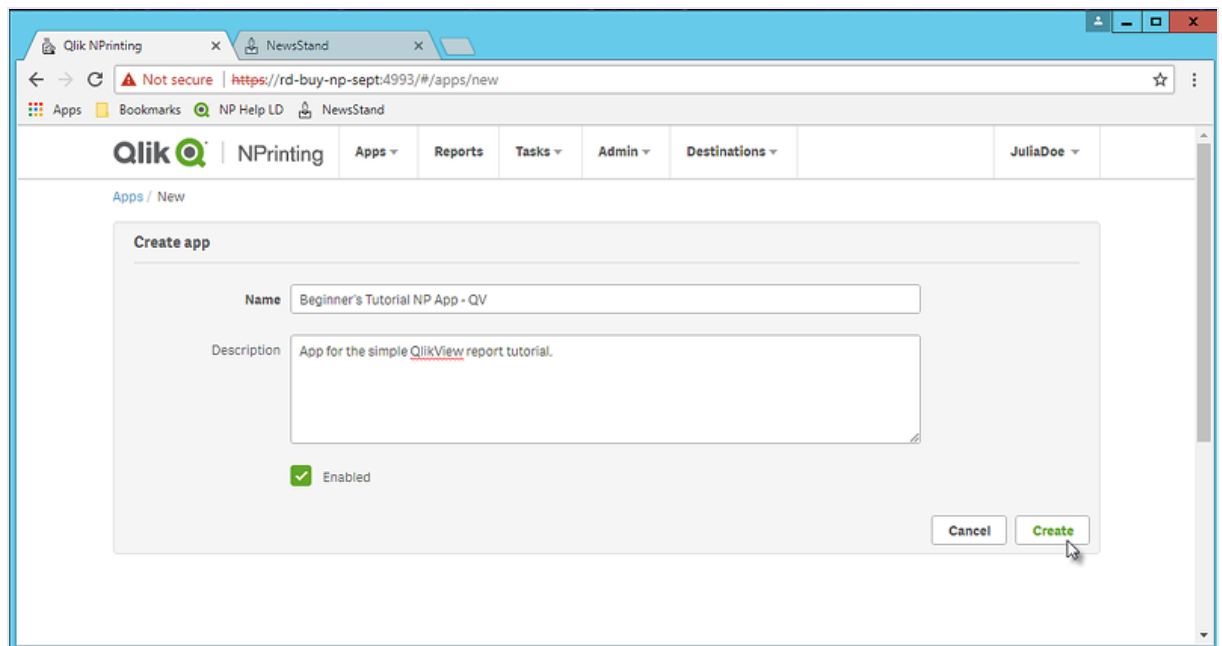 Qlik NPrinting
NewsStand
Not secure | https://rd-buy-np-sept:4993/#/apps/new
Apps Bookmarks NP Help LD NewsStand
Qlik NPrinting Apps Reports Tasks Admin Destinations JuliaDoe
Apps / New
Create app
Name Beginner's Tutorial NP App - QV
Description App for the simple QlikView report tutorial.
Enabled
Cancel Create